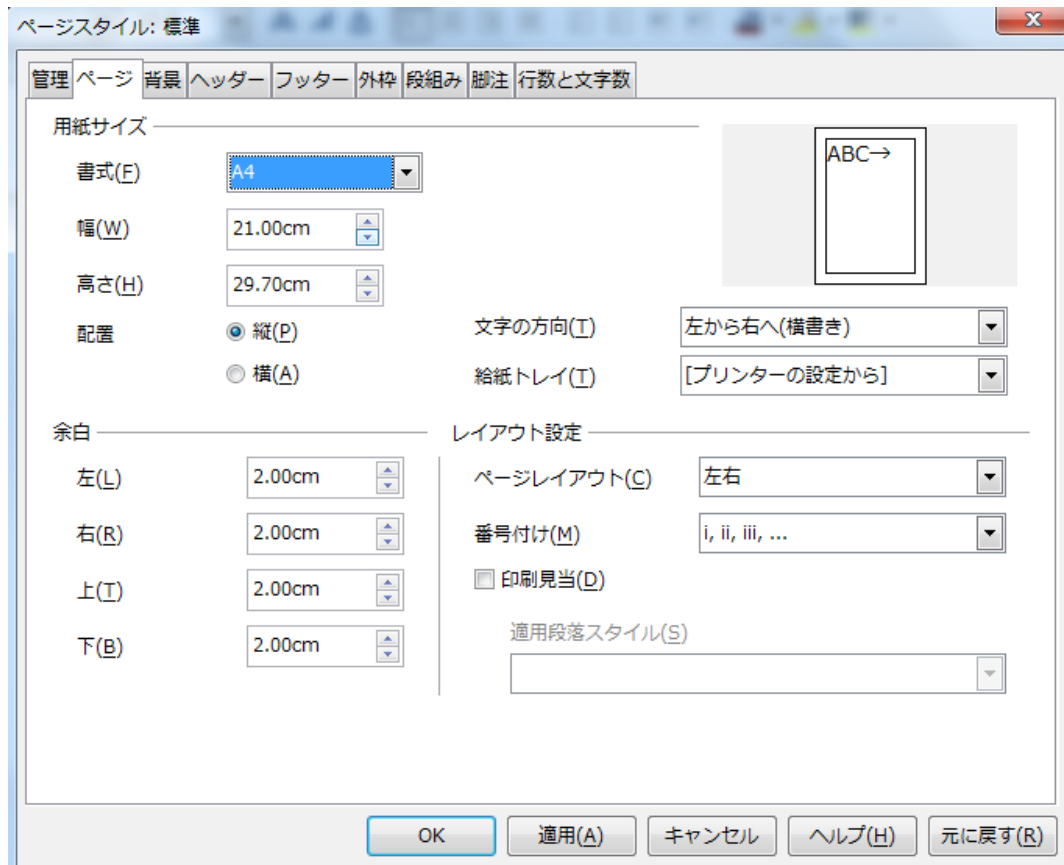 ページスタイル: 標準
管理 ページ 背景 ヘッダー フッター 外枠 段組み 脚注 行数と文字数
用紙サイズ
ABC→
書式(F) A4
幅(W) 21.00cm
高さ(H) 29.70cm
配置 縦(P) 文字の方向(T) 左から右へ(横書き)
横(A) 給紙トレイ(T) [プリンターの設定から]
余白 レイアウト設定
左(L) 2.00cm ページレイアウト(C) 左右
右(R) 2.00cm 番号付け(M) i, ii, iii, ...
上(T) 2.00cm 印刷見当(D)
下(B) 2.00cm 適用段落スタイル(S)
OK 適用(A) キャンセル ヘルプ(H) 元に戻す(R)